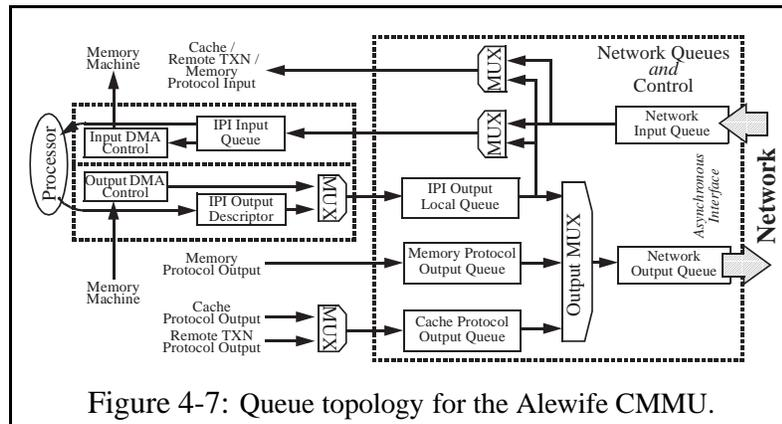 Memory
Machine
Cache /
Remote TXN /
Memory
Protocol Input
MUX
Network Queues
and
Control
Processor
Input DMA
Control
IPI Input
Queue
MUX
Network
Input Queue
Output DMA
Control
IPI Output
Descriptor
MUX
IPI Output
Local Queue
Output MUX
Asynchronous
Interface
Network
Memory
Machine
Memory
Protocol Output
Memory Protocol
Output Queue
Network
Output Queue
Cache
Protocol Output
Remote TXN
Protocol Output
MUX
Cache Protocol
Output Queue
Figure 4-7: Queue topology for the Alewife CMMU.